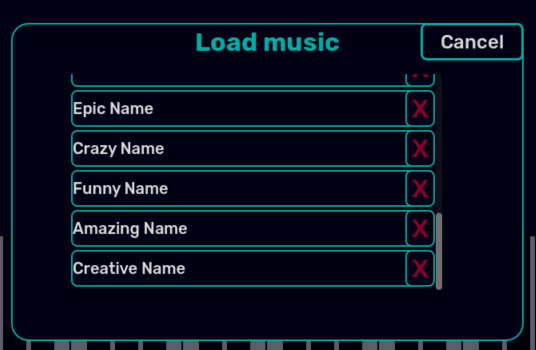 Load music
Cancel
X
Epic Name
X
Crazy Name
X
Funny Name
X
Amazing Name
X
Creative Name
X